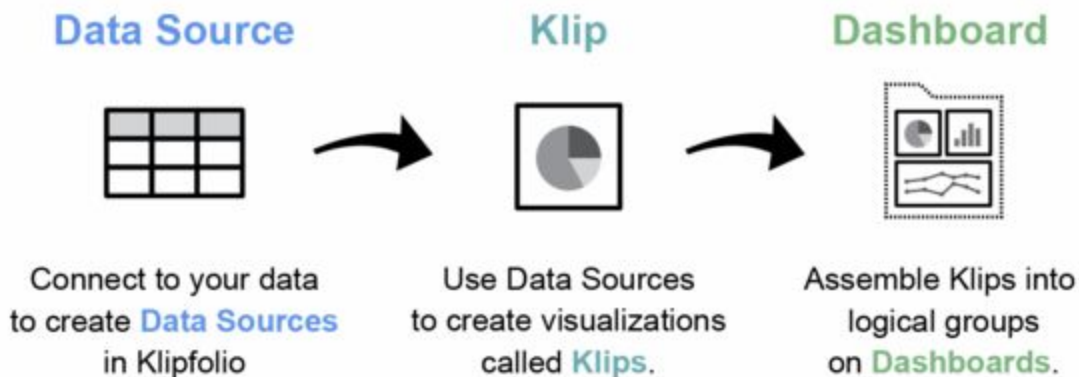 Data Source
Klip
Dashboard
Connect to your data
to create Data Sources
in Klipfolio
Use Data Sources
to create visualizations
called Klips.
Assemble Klips into
logical groups
on Dashboards.